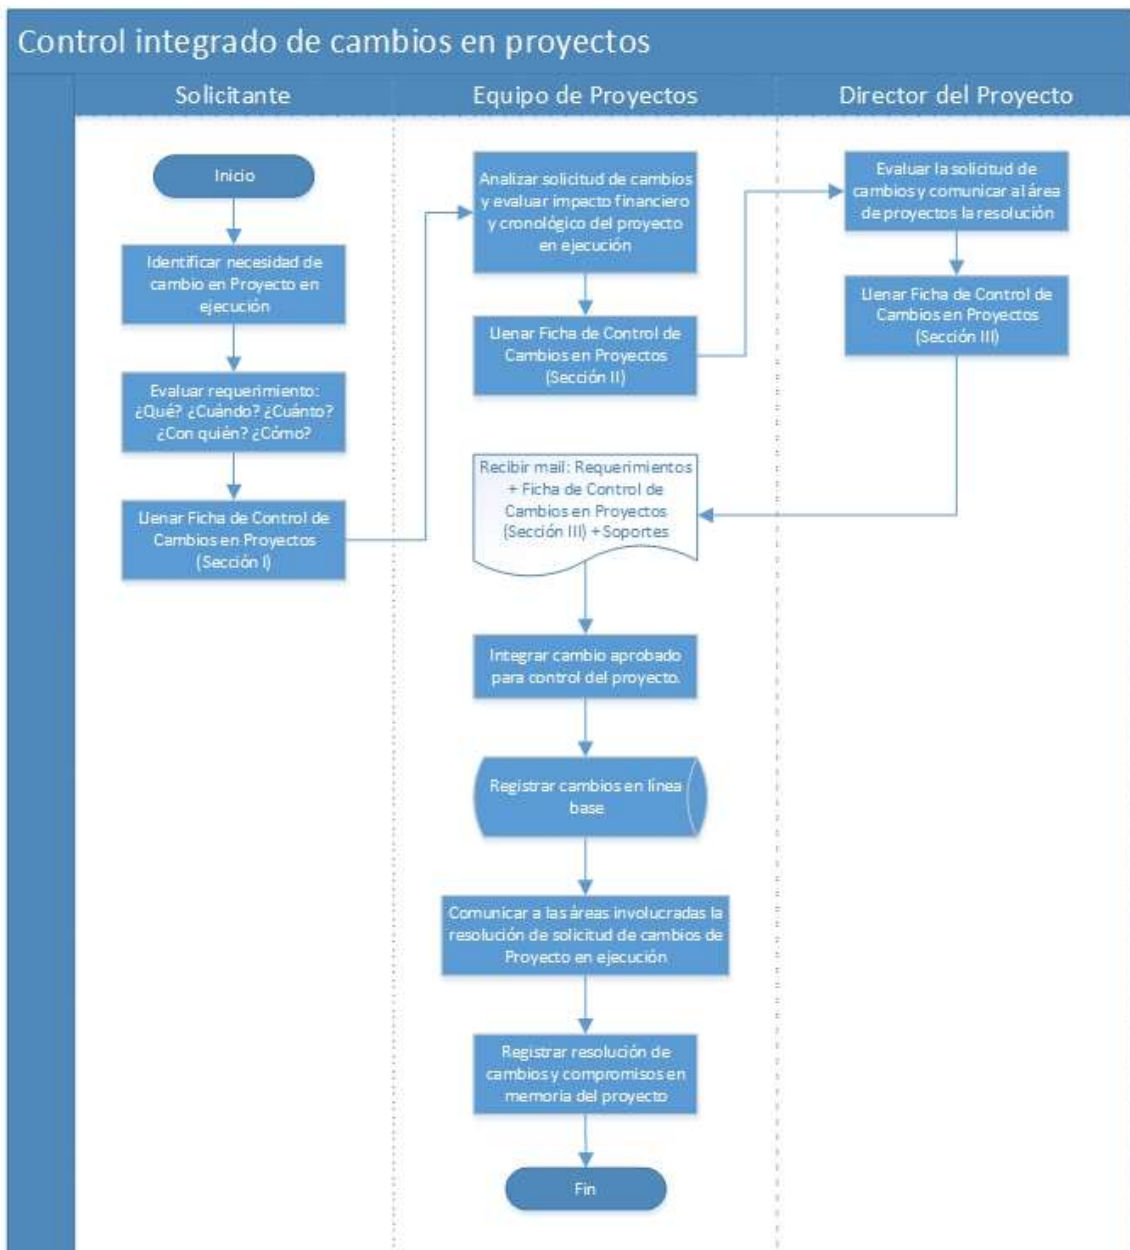 Control integrado de cambios en proyectos
Solicitante
Equipo de Proyectos
Director del Proyecto
Inicio
Identificar necesidad de
cambio en Proyecto en
ejecución
Evaluar requerimiento:
¿Qué? ¿Cuándo? ¿Cuánto?
¿Con quién? ¿Cómo?
Llenar Ficha de Control de
Cambios en Proyectos
(Sección I)
Analizar solicitud de cambios
y evaluar impacto financiero
y cronológico del proyecto
en ejecución
Llenar Ficha de Control de
Cambios en Proyectos
(Sección II)
Evaluar la solicitud de
cambios y comunicar al área
de proyectos la resolución
Llenar Ficha de Control de
Cambios en Proyectos
(Sección III)
Recibir mail: Requerimientos
+ Ficha de Control de
Cambios en Proyectos
(Sección III) + Soportes
Integrar cambio aprobado
para control del proyecto.
Registrar cambios en línea
base
Comunicar a las áreas involucradas la
resolución de solicitud de cambios de
Proyecto en ejecución
Registrar resolución de
cambios y compromisos en
memoria del proyecto
Fin